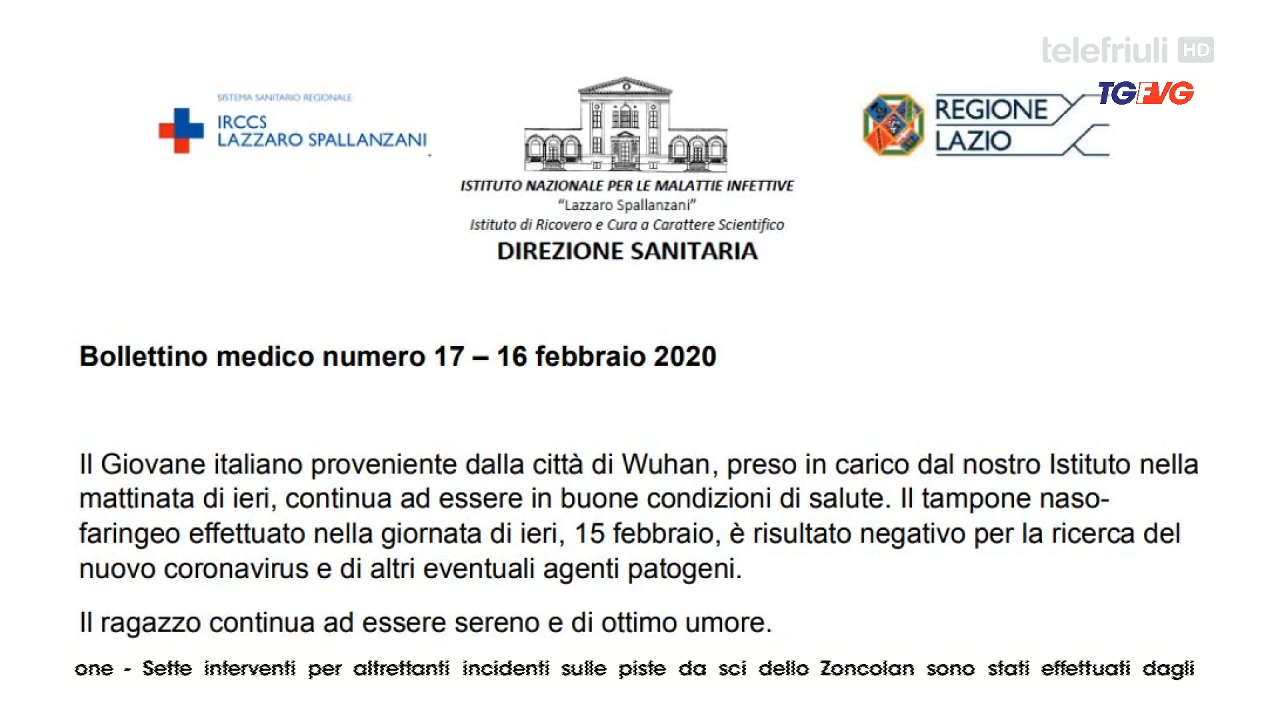 telefriuli HD
TGFVG
SISTEMA SANITARIO REGIONALE
IRCCS
LAZZARO SPALLANZANI
REGIONE
LAZIO
ISTITUTO NAZIONALE PER LE MALATTIE INFETTIVE
“Lazzaro Spallanzani”
Istituto di Ricovero e Cura a Carattere Scientifico
DIREZIONE SANITARIA
Bollettino medico numero 17 – 16 febbraio 2020
Il Giovane italiano proveniente dalla città di Wuhan, preso in carico dal nostro Istituto nella
mattinata di ieri, continua ad essere in buone condizioni di salute. Il tampone naso-
faringeo effettuato nella giornata di ieri, 15 febbraio, è risultato negativo per la ricerca del
nuovo coronavirus e di altri eventuali agenti patogeni.
Il ragazzo continua ad essere sereno e di ottimo umore.
one - Sette interventi per altrettanti incidenti sulle piste da sci dello Zoncolan sono stati effettuati dagli